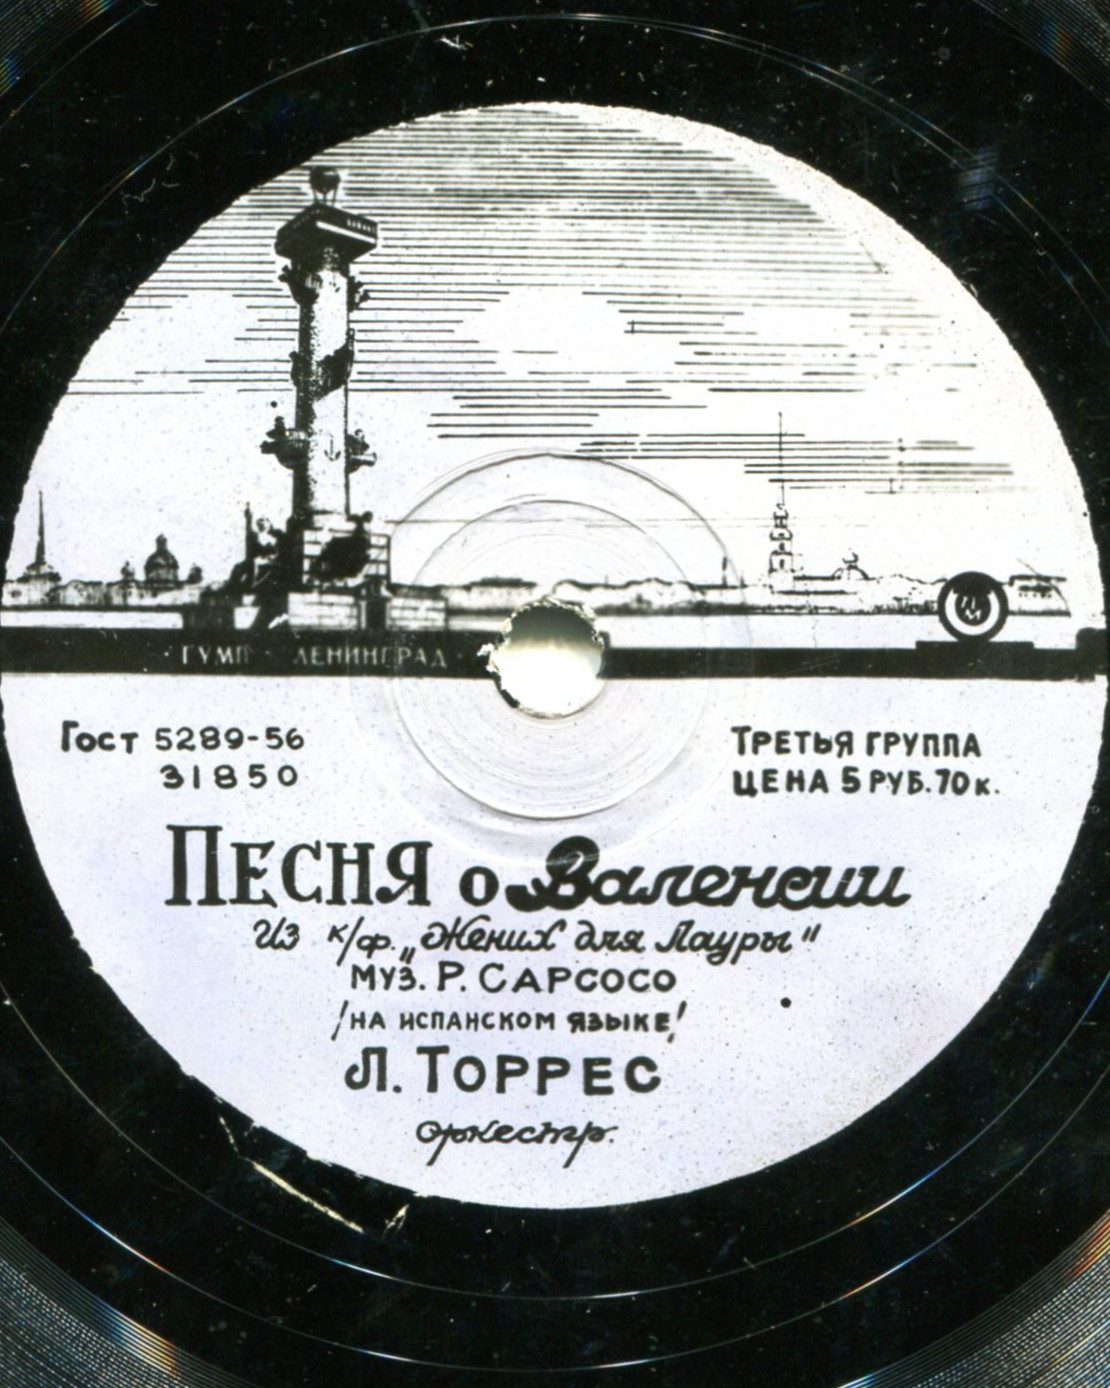 ГУМП ЛЕНИНГРАД
Гост 5289-56
31850
ТРЕТЬЯ ГРУППА
ЦЕНА 5 РУБ. 70 к.
ПЕСНЯ о Валенсии
Из к/ф. „Жених для Лауры"
МУЗ. Р. САРСОСО
/НА ИСПАНСКОМ ЯЗЫКЕ/
Л. ТОРРЕС
оркестр.